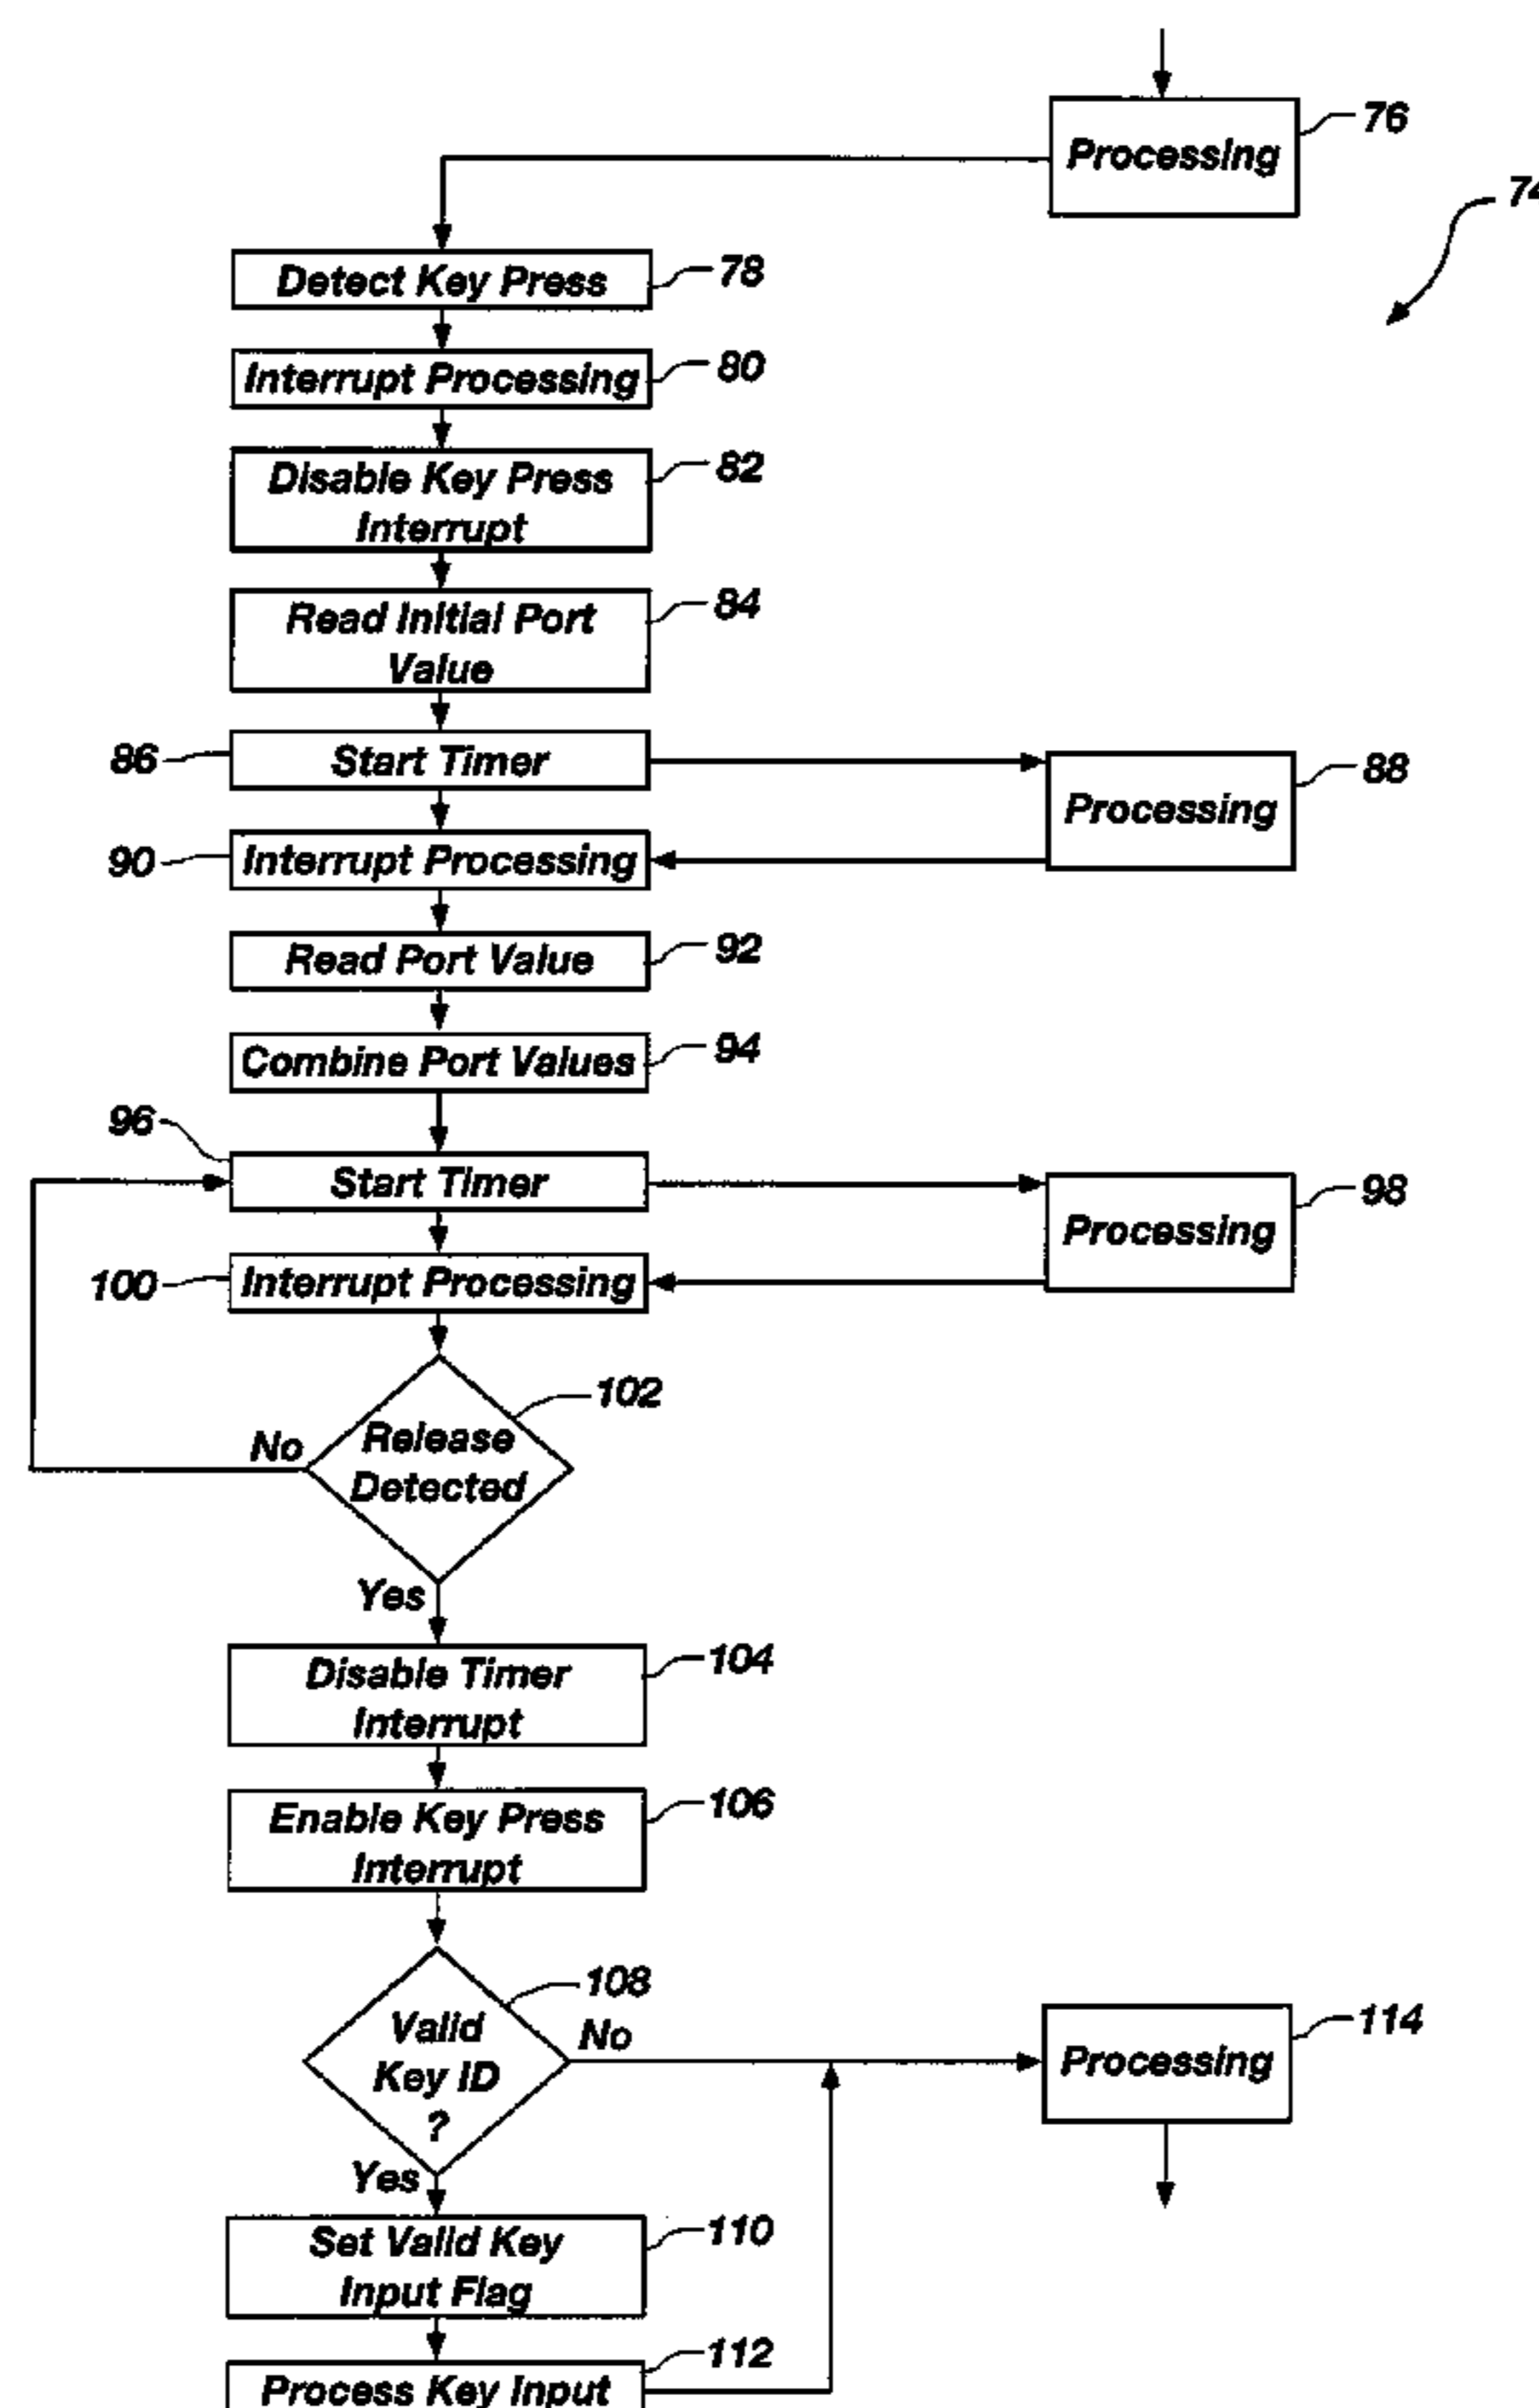 Processing
76
74
Detect Key Press
78
Interrupt Processing
80
Disable Key Press
Interrupt
82
Read Initial Port
Value
84
86
Start Timer
Processing
88
90
Interrupt Processing
Read Port Value
92
Combine Port Values
94
96
Start Timer
Processing
98
100
Interrupt Processing
102
Release
Detected
No
Yes
Disable Timer
Interrupt
104
Enable Key Press
Interrupt
106
108
Valid
Key ID
?
No
Processing
114
Yes
Set Valid Key
Input Flag
110
Process Key Input
112